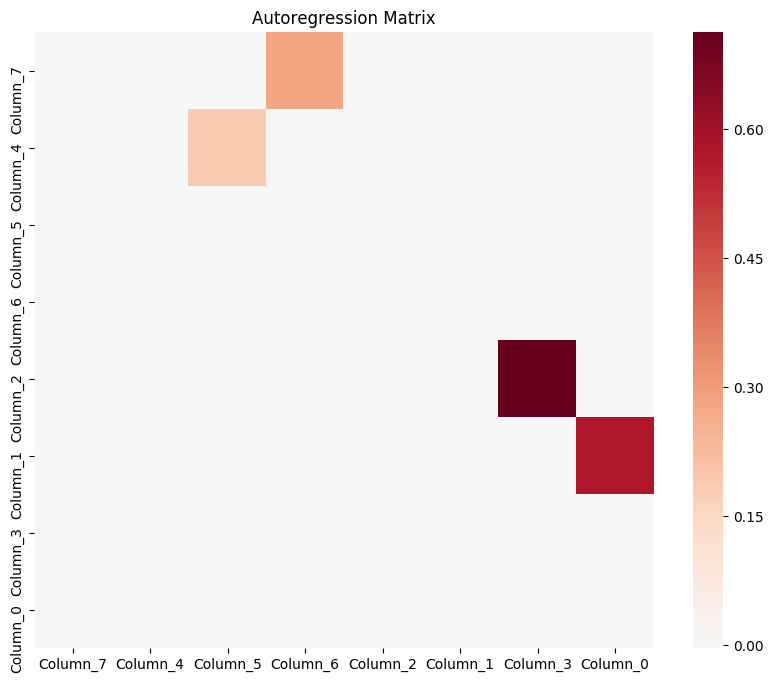 Autoregression Matrix
Column_7
Column_4
Column_5
Column_6
Column_2
Column_1
Column_3
Column_0
Column_7 Column_4 Column_5 Column_6 Column_2 Column_1 Column_3 Column_0
0.60
0.45
0.30
0.15
0.00